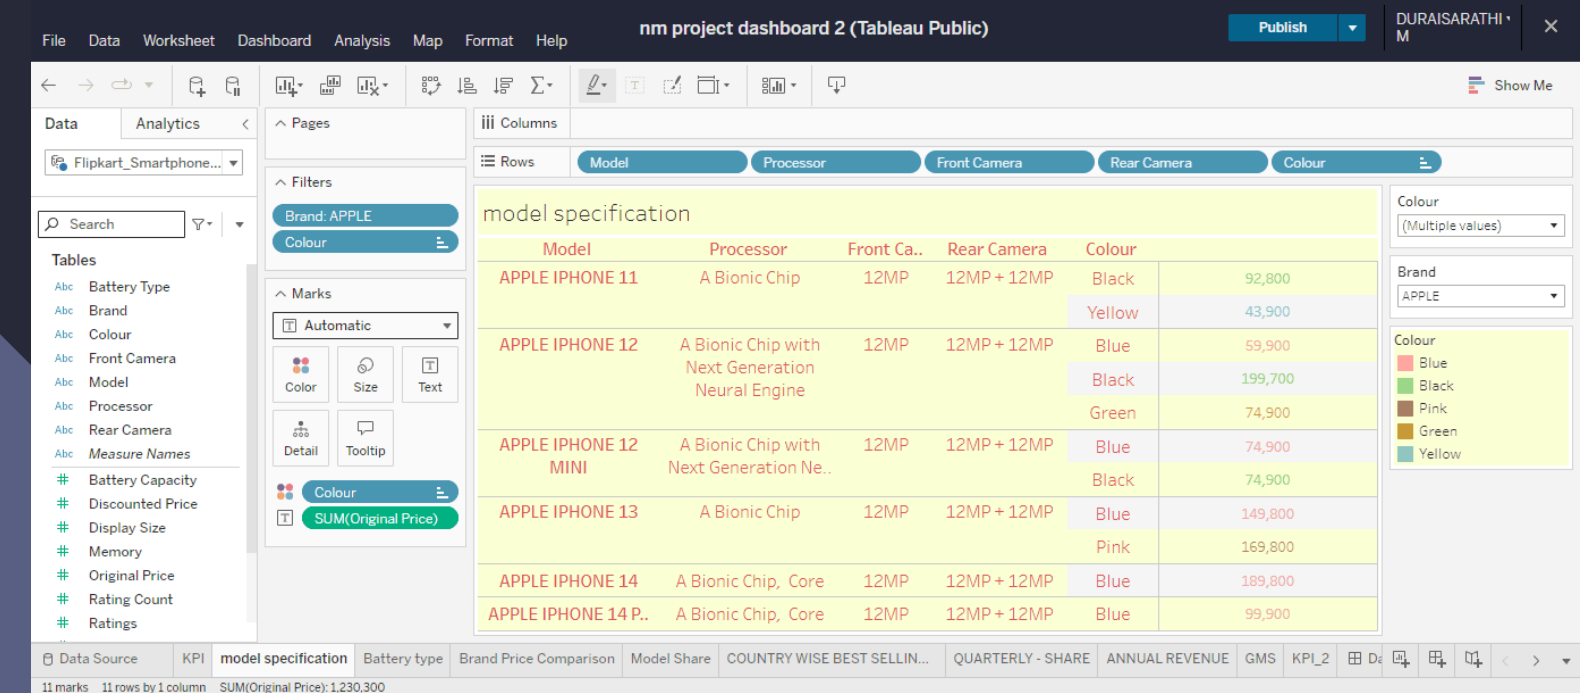 nm project dashboard 2 (Tableau Public)
Publish
DURAISARATHI
M
File Data Worksheet Dashboard Analysis Map Format Help
Show Me
Data Analytics
Flipkart_Smartphone...
Search
Tables
Abc Battery Type
Abc Brand
Abc Colour
Abc Front Camera
Abc Model
Abc Processor
Abc Rear Camera
Abc Measure Names
# Battery Capacity
# Discounted Price
# Display Size
# Memory
# Original Price
# Rating Count
# Ratings
Pages
Filters
Brand: APPLE
Colour
Marks
T Automatic
Color Size Text
Detail Tooltip
Colour
T SUM(Original Price)
Columns
Rows Model Processor Front Camera Rear Camera Colour
model specification
Model Processor Front Ca.. Rear Camera Colour
APPLE IPHONE 11 A Bionic Chip 12MP 12MP + 12MP Black 92,800
Yellow 43,900
APPLE IPHONE 12 A Bionic Chip with 12MP 12MP + 12MP Blue 59,900
Next Generation
Neural Engine
Black 199,700
Green 74,900
APPLE IPHONE 12 A Bionic Chip with 12MP 12MP + 12MP Blue 74,900
MINI Next Generation Ne..
Black 74,900
APPLE IPHONE 13 A Bionic Chip 12MP 12MP + 12MP Blue 149,800
Pink 169,800
APPLE IPHONE 14 A Bionic Chip, Core 12MP 12MP + 12MP Blue 189,800
APPLE IPHONE 14 P.. A Bionic Chip, Core 12MP 12MP + 12MP Blue 99,900
Colour
(Multiple values)
Brand
APPLE
Colour
Blue
Black
Pink
Green
Yellow
Data Source KPI model specification Battery type Brand Price Comparison Model Share COUNTRY WISE BEST SELLIN... QUARTERLY - SHARE ANNUAL REVENUE GMS KPI_2 Da
11 marks 11 rows by 1 column SUM(Original Price): 1,230,300